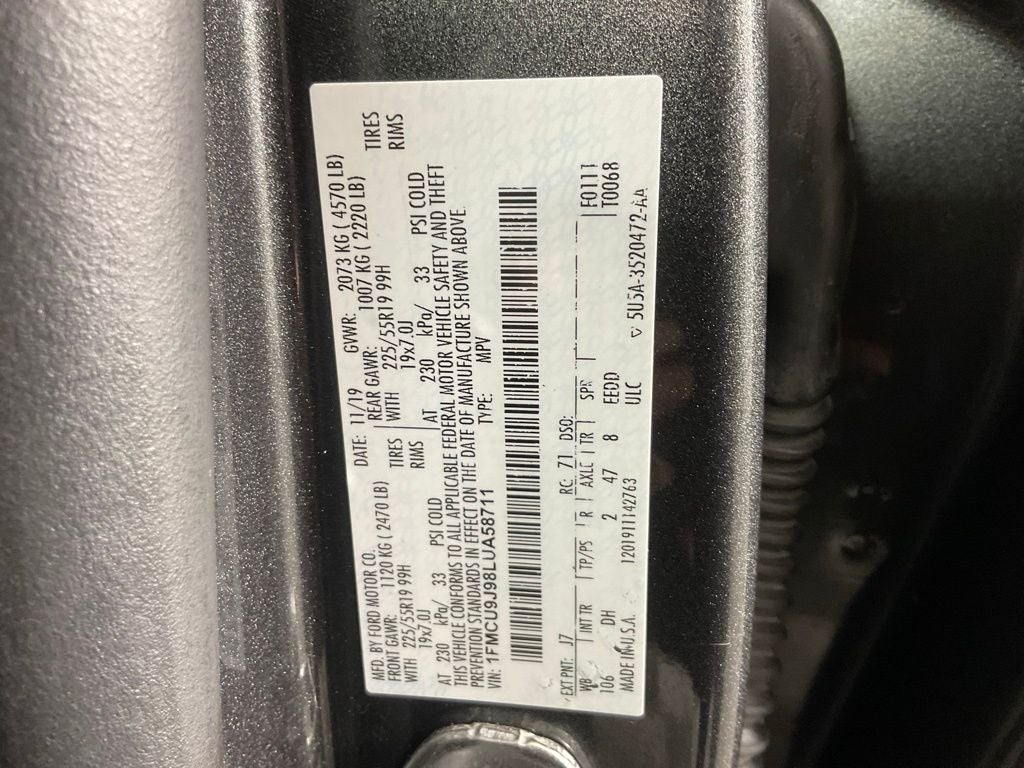 MFD. BY FORD MOTOR CO.
DATE: 11/19 GVWR: 2073 KG ( 4570 LB)
FRONT GAWR: 1120 KG ( 2470 LB) REAR GAWR: 1007 KG ( 2220 LB)
WITH 225/55R19 99H TIRES WITH 225/55R19 99H TIRES
19x7.0J RIMS 19x7.0J RIMS
AT 230 kPa/ 33 PSI COLD AT 230 kPa/ 33 PSI COLD
THIS VEHICLE CONFORMS TO ALL APPLICABLE FEDERAL MOTOR VEHICLE SAFETY AND THEFT
PREVENTION STANDARDS IN EFFECT ON THE DATE OF MANUFACTURE SHOWN ABOVE.
VIN: 1FMCU9J98LUA58711 TYPE: MPV
EXT PNT: J7 RC: 71 DSO: F0111
WB INT TR TP/PS R AXLE TR SPR T0068
106 DH 2 47 8 EEDD
ULC
MADE IN U.S.A. 1201911142763 5U5A-3520472-AA